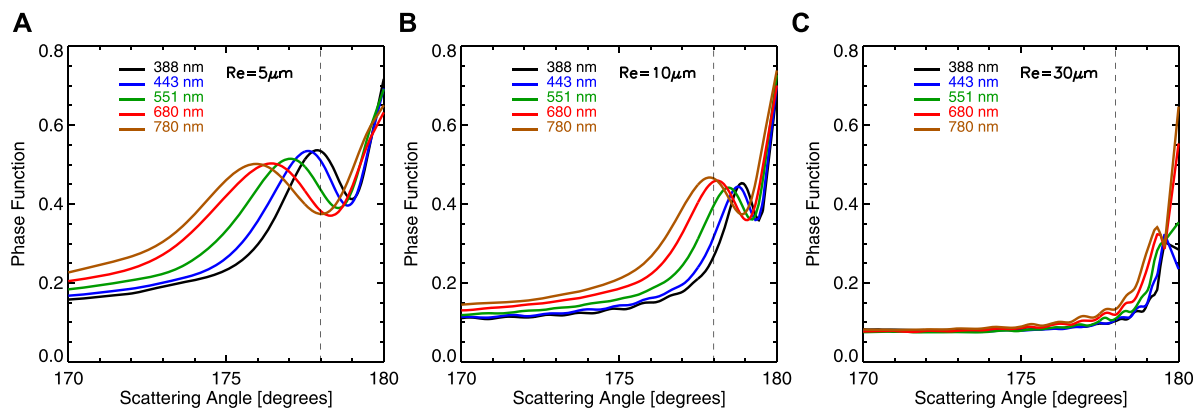 A
0.8
0.6
0.4
0.2
0.0
Phase Function
388 nm
443 nm
551 nm
680 nm
780 nm
Re=5μm
170
175
180
Scattering Angle [degrees]
B
0.8
0.6
0.4
0.2
0.0
Phase Function
388 nm
443 nm
551 nm
680 nm
780 nm
Re=10μm
170
175
180
Scattering Angle [degrees]
C
0.8
0.6
0.4
0.2
0.0
Phase Function
388 nm
443 nm
551 nm
680 nm
780 nm
Re=30μm
170
175
180
Scattering Angle [degrees]